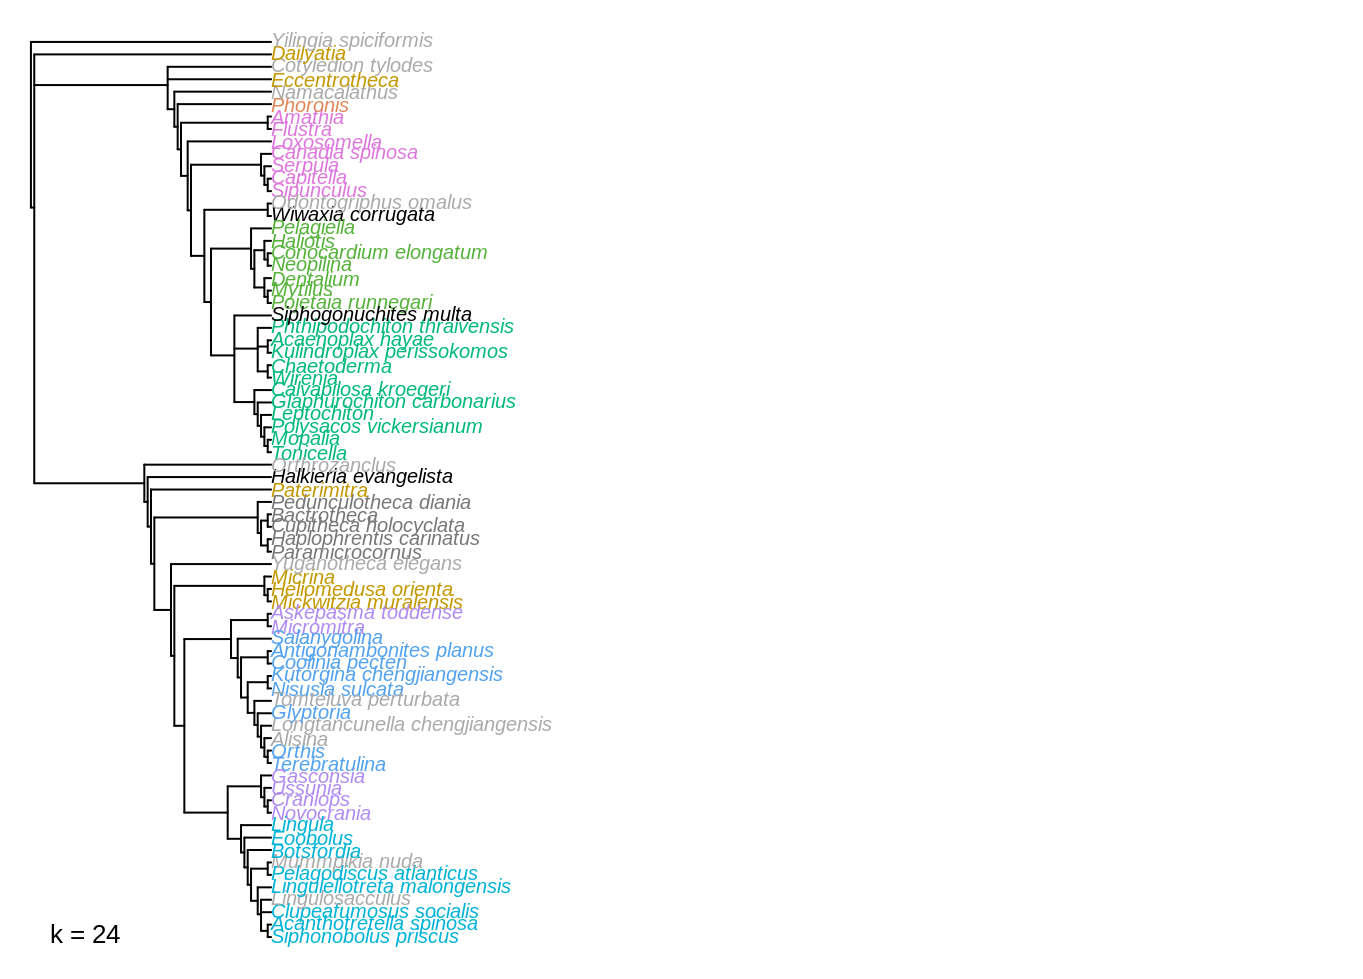 Yilingia spiciformis
Dailyatia
Cotyledion tylodes
Eccentrotheca
Namacalathus
Phoronis
Amathia
Flustra
Loxosomella
Canadia spinosa
Serpula
Capitella
Sipunculus
Odontogriphus omalus
Wiwaxia corrugata
Pelagiella
Haliotis
Conocardium elongatum
Neopilina
Dentalium
Mytilus
Pojetaia runnegari
Siphogonuchites multa
Phthipodochiton thraivensis
Acaenoplax hayae
Kulindroplax perissokomos
Chaetoderma
Wirenia
Calvapilosa kroegeri
Glaphurochiton carbonarius
Leptochiton
Polysacos vickersianum
Mopalia
Tonicella
Orthrozanclus
Halkieria evangelista
Paterimitra
Pedunculotheca diania
Bactrotheca
Cupitheca holocyclata
Haplophrentis carinatus
Paramicrocornus
Yuganotheca elegans
Micrina
Heliomedusa orienta
Mickwitzia muralensis
Askepasma toddense
Micromitra
Salanygolina
Antigonambonites planus
Coolinia pecten
Kutorgina chengjiangensis
Nisusia sulcata
Tomteluva perturbata
Glyptoria
Longtancunella chengjiangensis
Alisina
Orthis
Terebratulina
Gasconsia
Ussunia
Craniops
Novocrania
Lingula
Eoobolus
Botsfordia
Mummpikia nuda
Pelagodiscus atlanticus
Lingulellotreta malongensis
Lingulosacculus
Clupeafumosus socialis
Acanthotretella spinosa
Siphonobolus priscus
k = 24